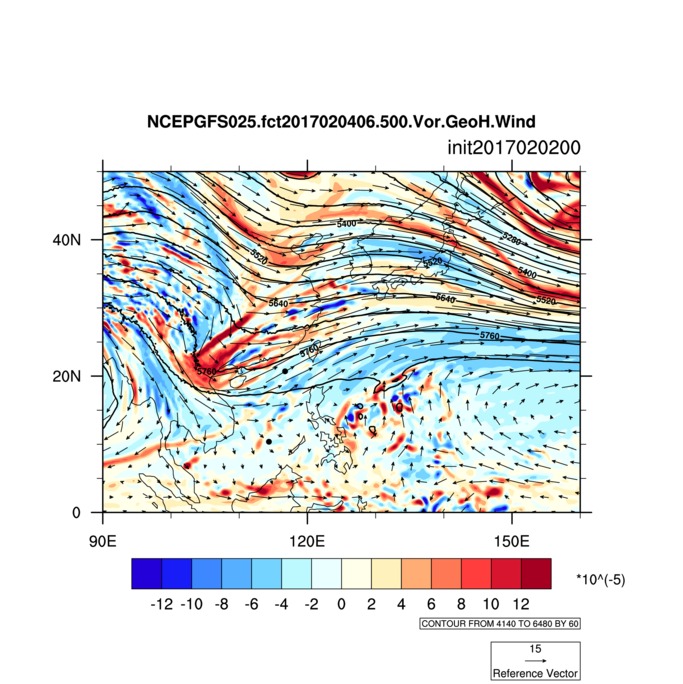 NCEPGFS025.fct2017020406.500.Vor.GeoH.Wind
init2017020200
5400
5280
40N
5520
5520
5400
5640
5640
5520
5760
5760
5760
20N
0
90E 120E 150E
-12 -10 -8 -6 -4 -2 0 2 4 6 8 10 12
*10^(-5)
CONTOUR FROM 4140 TO 6480 BY 60
15
Reference Vector